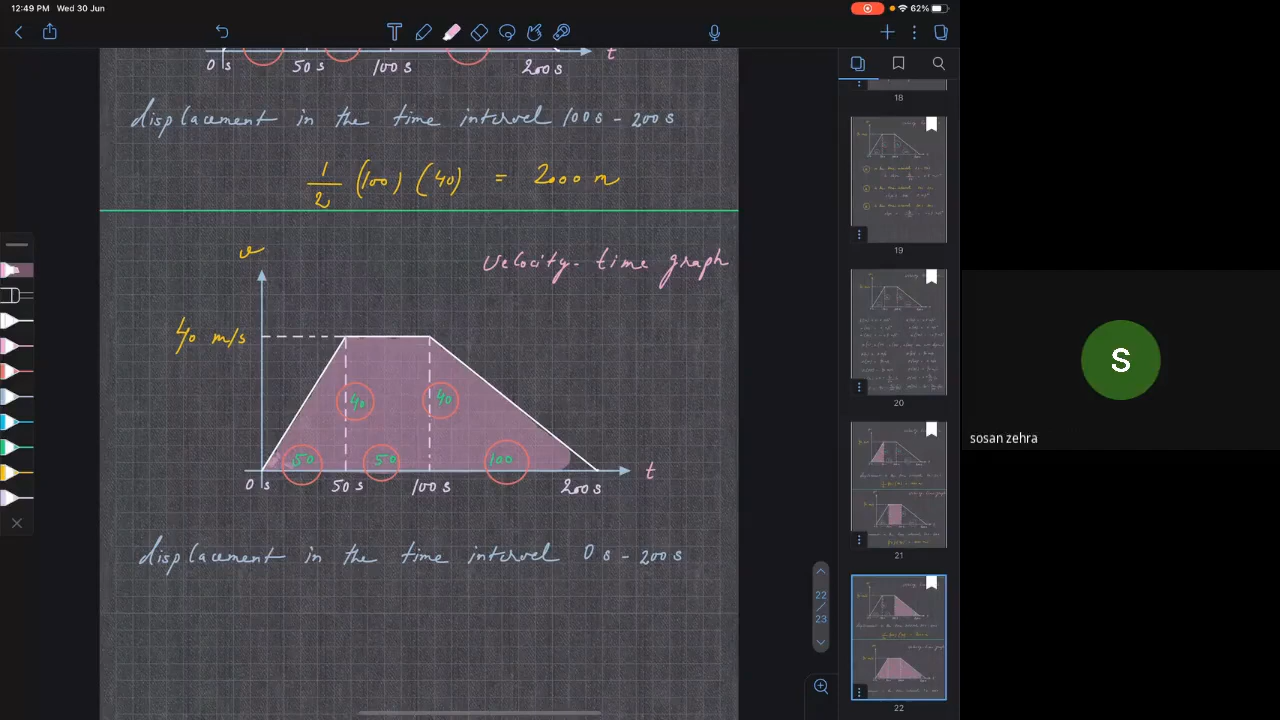 12:49 PM Wed 30 Jun
62%
0 s 50 s 100 s 200 s t
displacement in the time interval 100 s - 200 s
1/2 (100) (40) = 2000 m
v
velocity - time graph
40 m/s
40 40
50 50 100
0 s 50 s 100 s 200 s t
displacement in the time interval 0 s - 200 s
18
19
20
21
22
22
/
23
S
sosan zehra